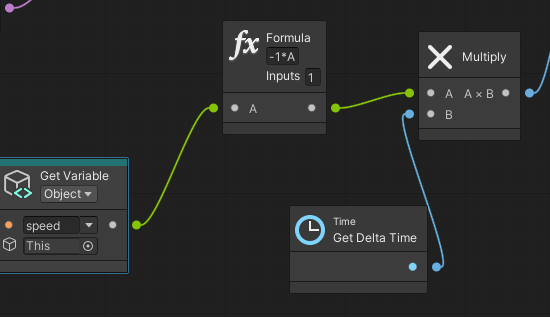 Formula
-1*A
Inputs 1
A
Multiply
A A × B
B
Get Variable
Object
speed
This
Time
Get Delta Time